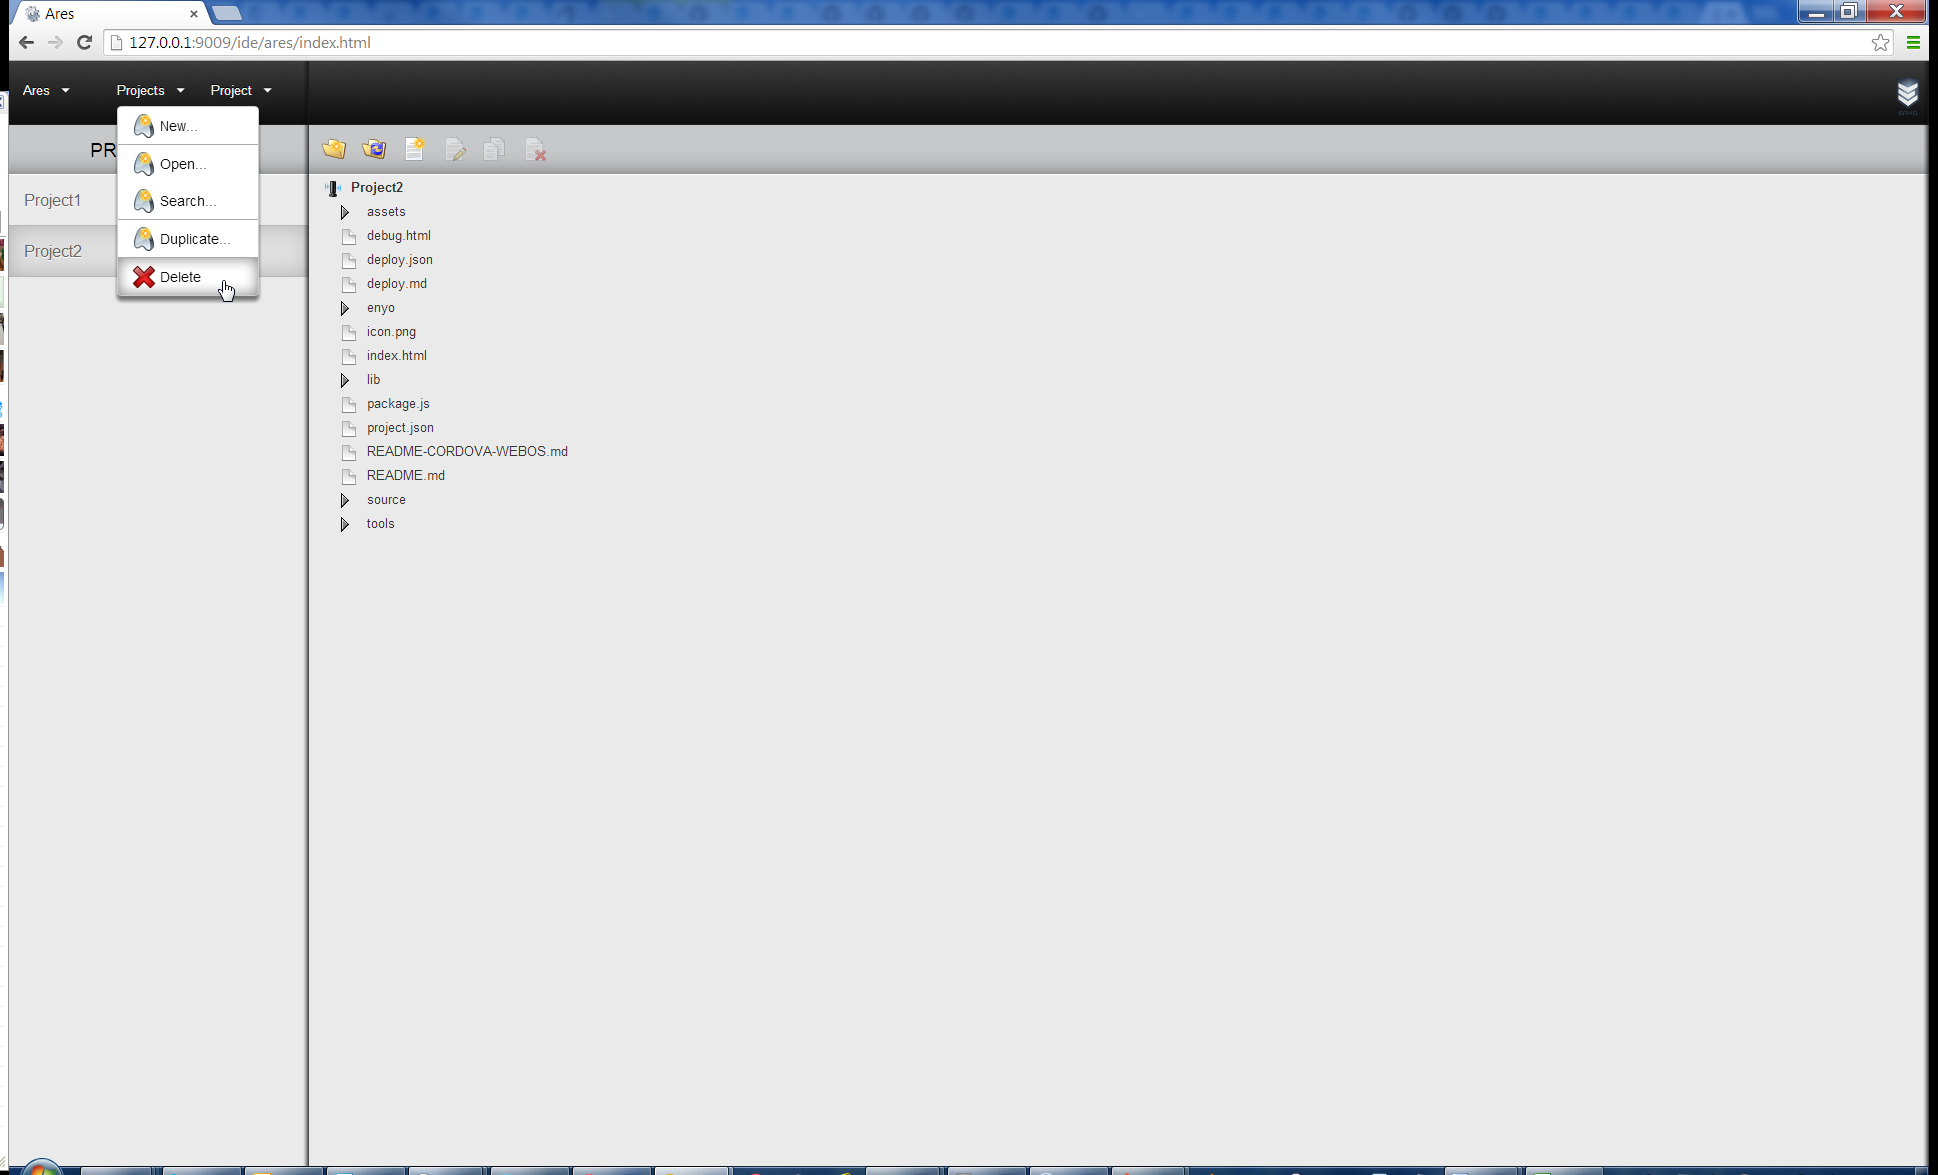 Ares
127.0.0.1:9009/ide/ares/index.html
Ares Projects Project
New...
Open...
Search...
Duplicate...
Delete
PR
Project1
Project2
Project2
assets
debug.html
deploy.json
deploy.md
enyo
icon.png
index.html
lib
package.js
project.json
README-CORDOVA-WEBOS.md
README.md
source
tools